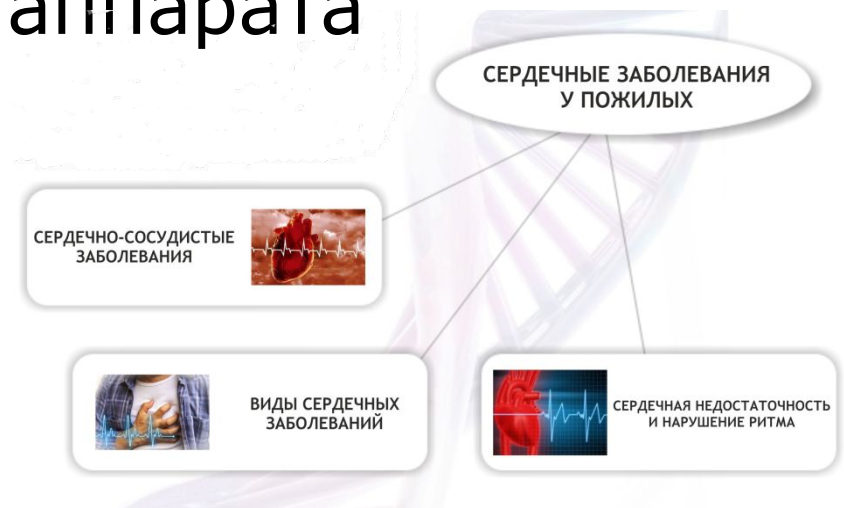 аппарата
СЕРДЕЧНЫЕ ЗАБОЛЕВАНИЯ
У ПОЖИЛЫХ
СЕРДЕЧНО-СОСУДИСТЫЕ
ЗАБОЛЕВАНИЯ
ВИДЫ СЕРДЕЧНЫХ
ЗАБОЛЕВАНИЙ
СЕРДЕЧНАЯ НЕДОСТАТОЧНОСТЬ
И НАРУШЕНИЕ РИТМА